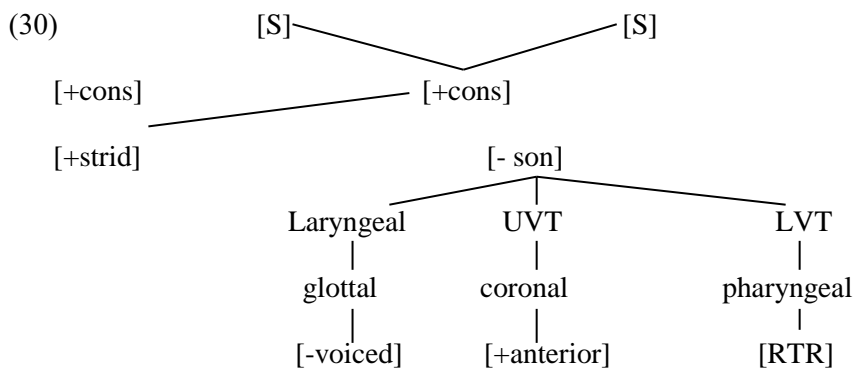 (30) [S] [S]
[+cons] [+cons]
[+strid] [- son]
Laryngeal UVT LVT
glottal coronal pharyngeal
[-voiced] [+anterior] [RTR]